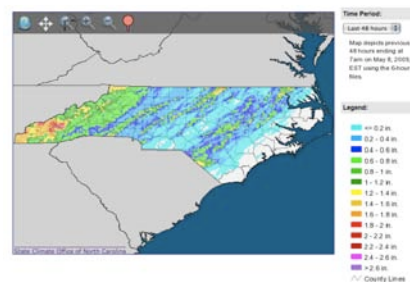 Time Period:
Last 48 hours
Map depicts previous
48 hours ending at
7am on May 8, 2009,
EST using the 6-hour
files.
Legend:
<= 0.2 in.
0.2 - 0.4 in.
0.4 - 0.6 in.
0.6 - 0.8 in.
0.8 - 1 in.
1 - 1.2 in.
1.2 - 1.4 in.
1.4 - 1.6 in.
1.6 - 1.8 in.
1.8 - 2 in.
2 - 2.2 in.
2.2 - 2.4 in.
2.4 - 2.6 in.
> 2.6 in.
County Lines
State Climate Office of North Carolina